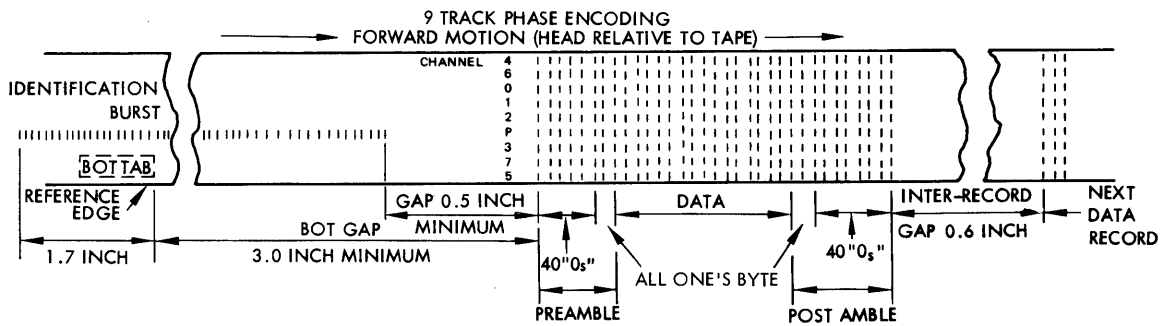 9 TRACK PHASE ENCODING
FORWARD MOTION (HEAD RELATIVE TO TAPE)
CHANNEL
4
6
0
1
2
P
3
7
5
IDENTIFICATION
BURST
BOT TAB
REFERENCE
EDGE
1.7 INCH
BOT GAP
3.0 INCH MINIMUM
GAP 0.5 INCH
MINIMUM
40"0s"
PREAMBLE
DATA
ALL ONE'S BYTE
40"0s"
POST AMBLE
INTER-RECORD
GAP 0.6 INCH
NEXT
DATA
RECORD